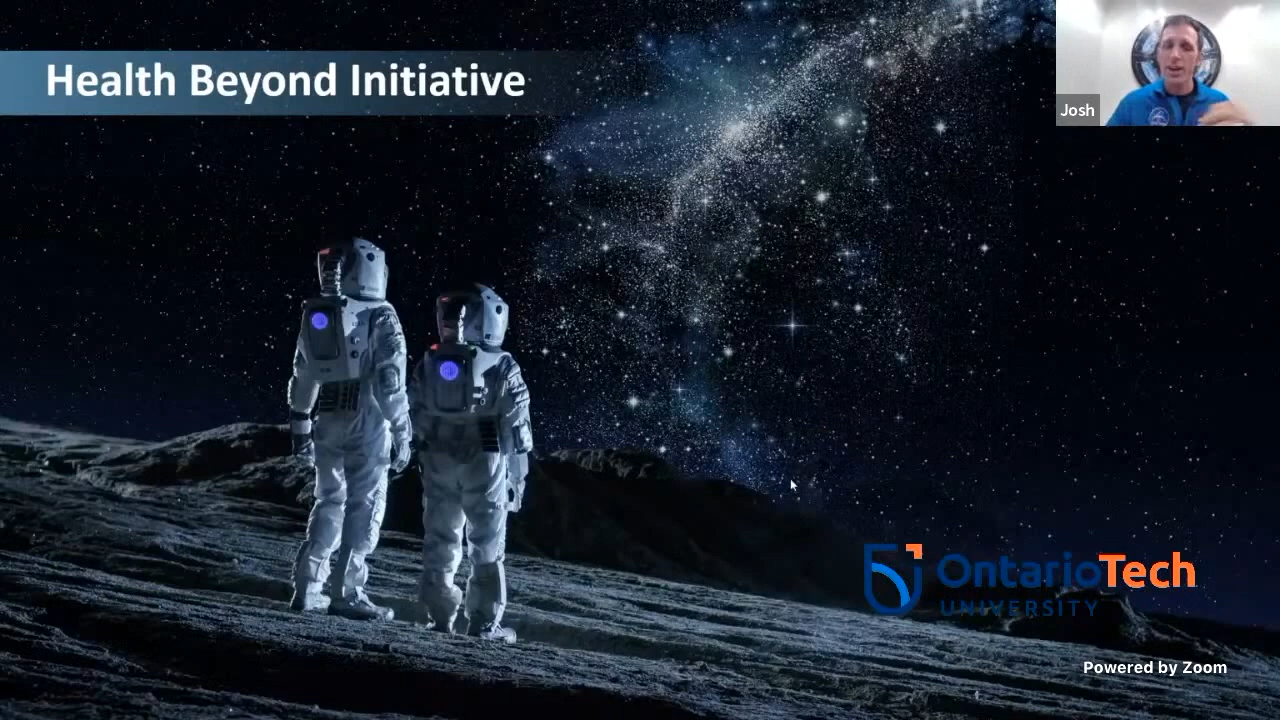 Health Beyond Initiative
Josh
OntarioTech
UNIVERSITY
Powered by Zoom